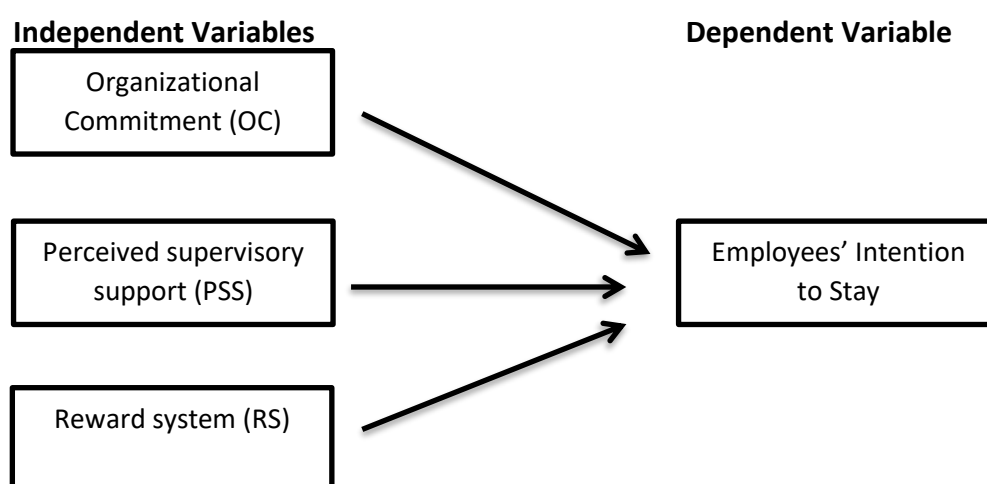 Independent Variables
Dependent Variable
Organizational
Commitment (OC)
Perceived supervisory
support (PSS)
Employees’ Intention
to Stay
Reward system (RS)